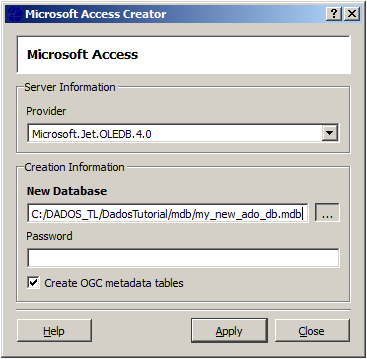 Microsoft Access Creator
Microsoft Access
Server Information
Provider
Microsoft.Jet.OLEDB.4.0
Creation Information
New Database
C:/DADOS_TL/DadosTutorial/mdb/my_new_ado_db.mdb ...
Password
Create OGC metadata tables
Help Apply Close